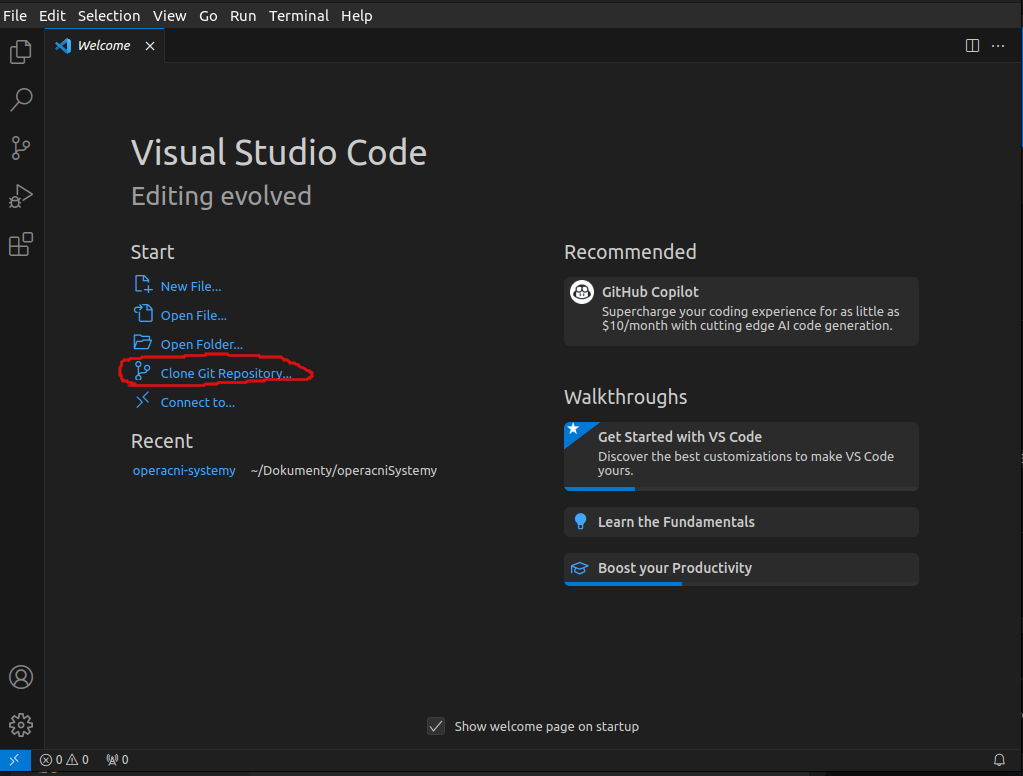 File Edit Selection View Go Run Terminal Help
Welcome
Visual Studio Code
Editing evolved
Start
New File...
Open File...
Open Folder...
Clone Git Repository...
Connect to...
Recent
operacni-systemy ~/Dokumenty/operacniSystemy
Recommended
GitHub Copilot
Supercharge your coding experience for as little as
$10/month with cutting edge AI code generation.
Walkthroughs
Get Started with VS Code
Discover the best customizations to make VS Code
yours.
Learn the Fundamentals
Boost your Productivity
Show welcome page on startup
0 0 0